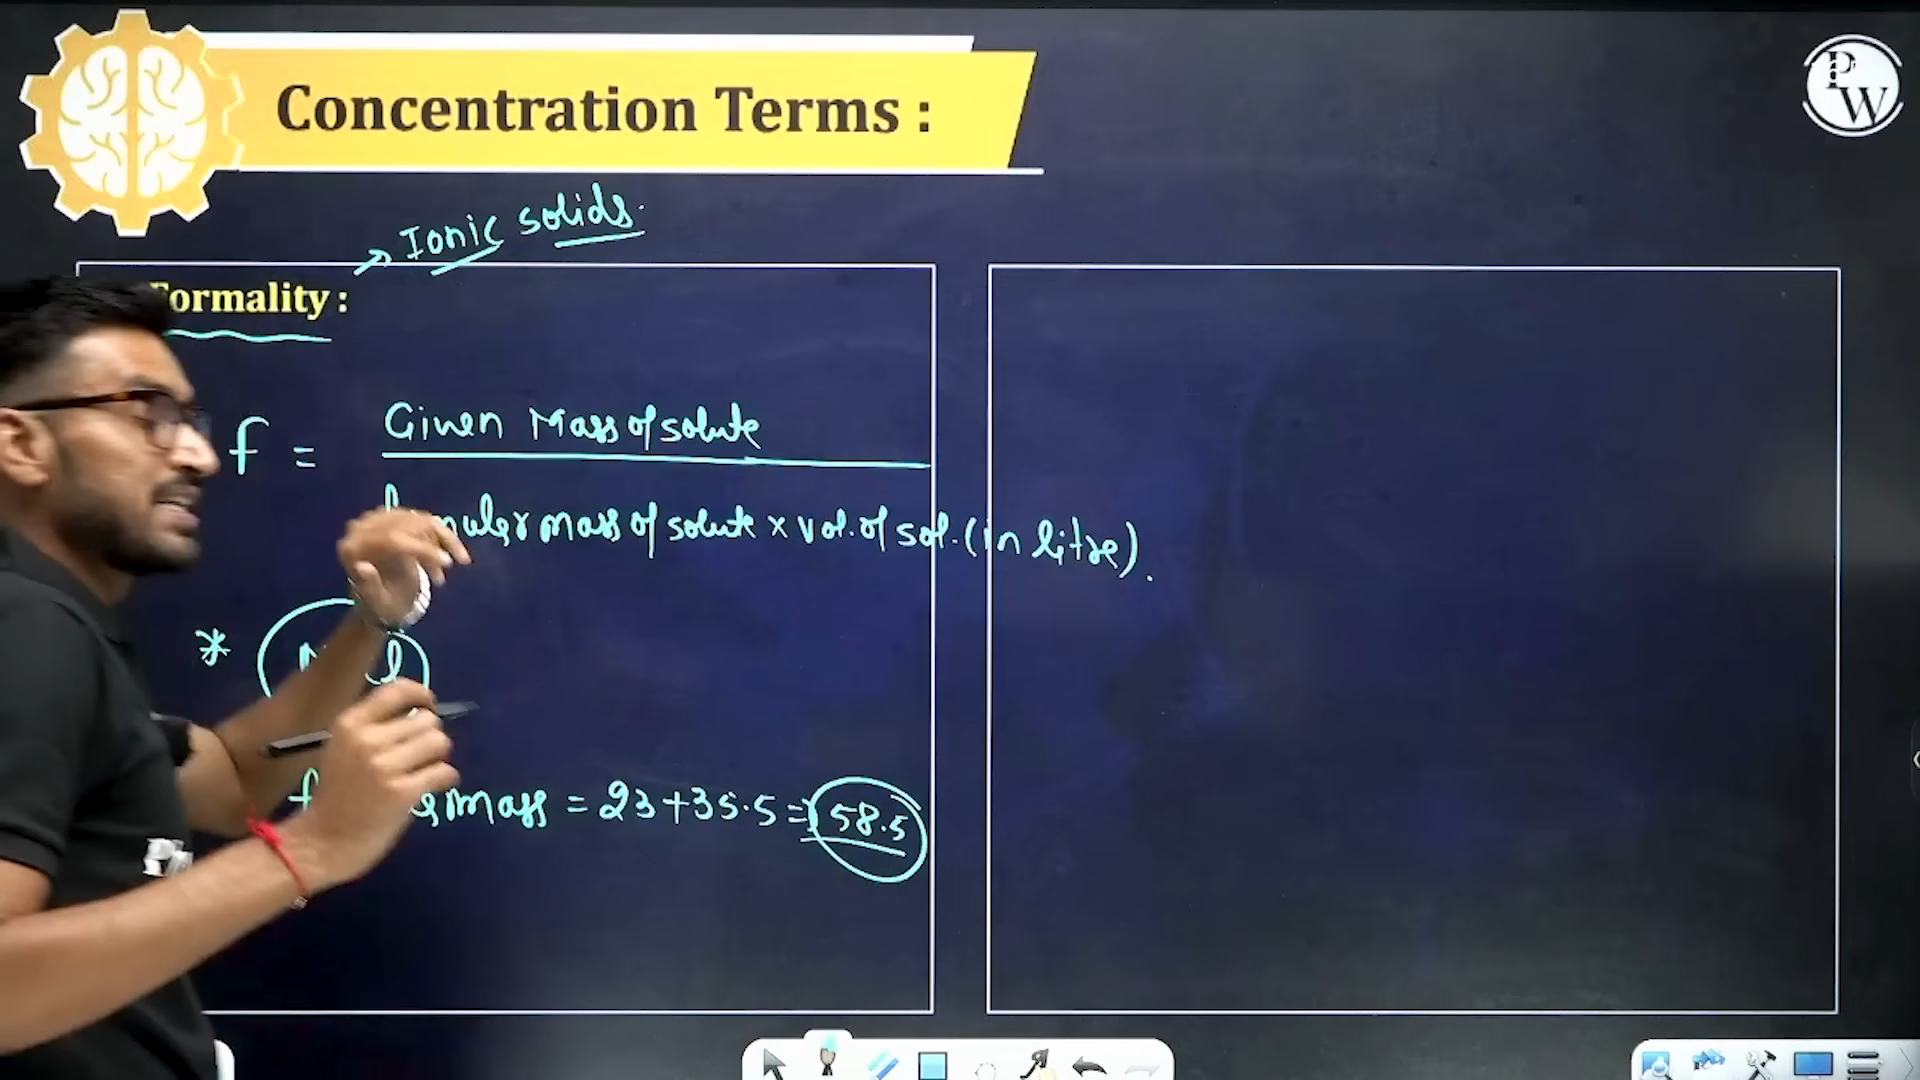 Concentration Terms :
PW
→ Ionic solids.
Formality :
f = Given Mass of solute
mass of solute × vol. of sol. (in litre).
*
mass = 23 + 35.5 = 58.5